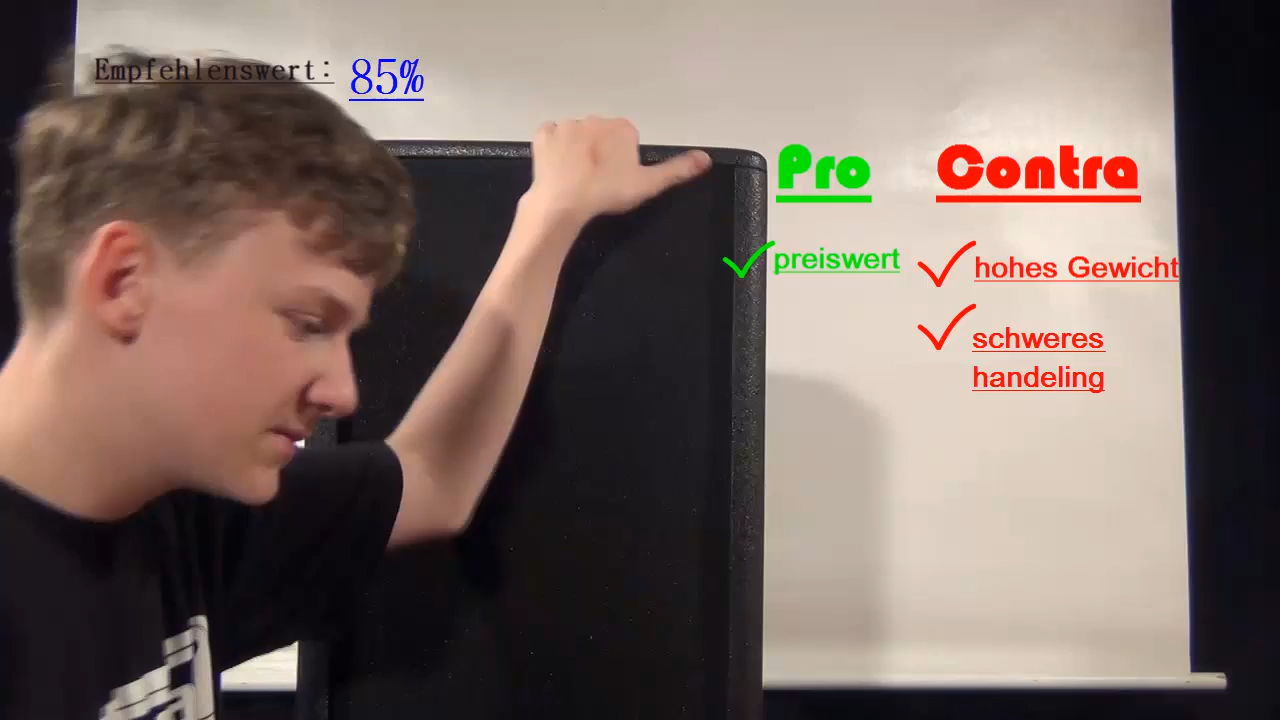 Empfehlenswert: 85%
Pro
Contra
preiswert
hohes Gewicht
schweres
handeling